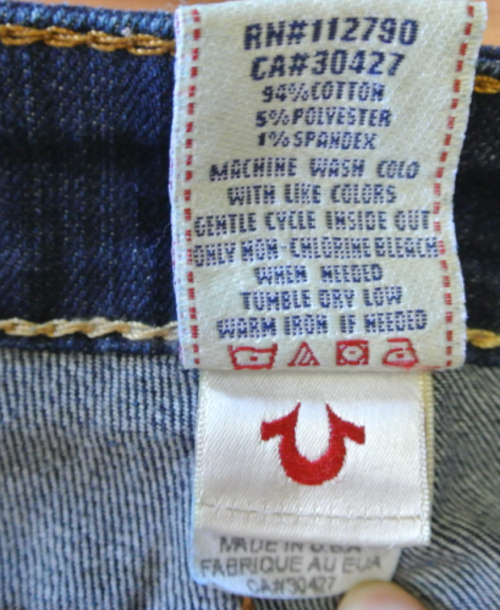 RN#112790
CA#30427
94%COTTON
5%POLYESTER
1%SPANDEX
MACHINE WASH COLD
WITH LIKE COLORS
GENTLE CYCLE INSIDE OUT
ONLY NON-CHLORINE BLEACH
WHEN NEEDED
TUMBLE DRY LOW
WARM IRON IF NEEDED
MADE IN U.S.A
FABRIQUE AU EUA
CA#30427